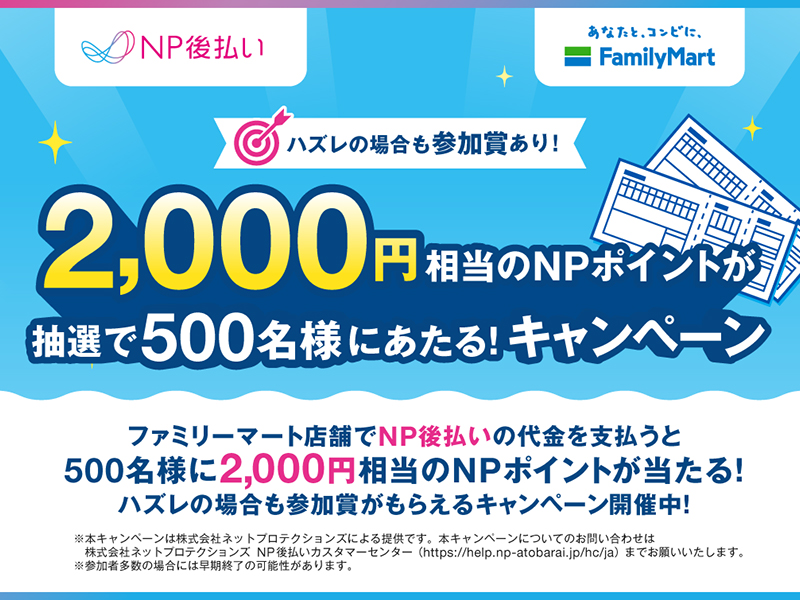 NP後払い
あなたと、コンビに、
FamilyMart
ハズレの場合も参加賞あり!
2,000円相当のNPポイントが
抽選で500名様にあたる!キャンペーン
ファミリーマート店舗でNP後払いの代金を支払うと
500名様に2,000円相当のNPポイントが当たる!
ハズレの場合も参加賞がもらえるキャンペーン開催中!
※本キャンペーンは株式会社ネットプロテクションズによる提供です。本キャンペーンについてのお問い合わせは
株式会社ネットプロテクションズ NP後払いカスタマーセンター（https://help.np-atobarai.jp/hc/ja）までお願いいたします。
※参加者多数の場合には早期終了の可能性があります。